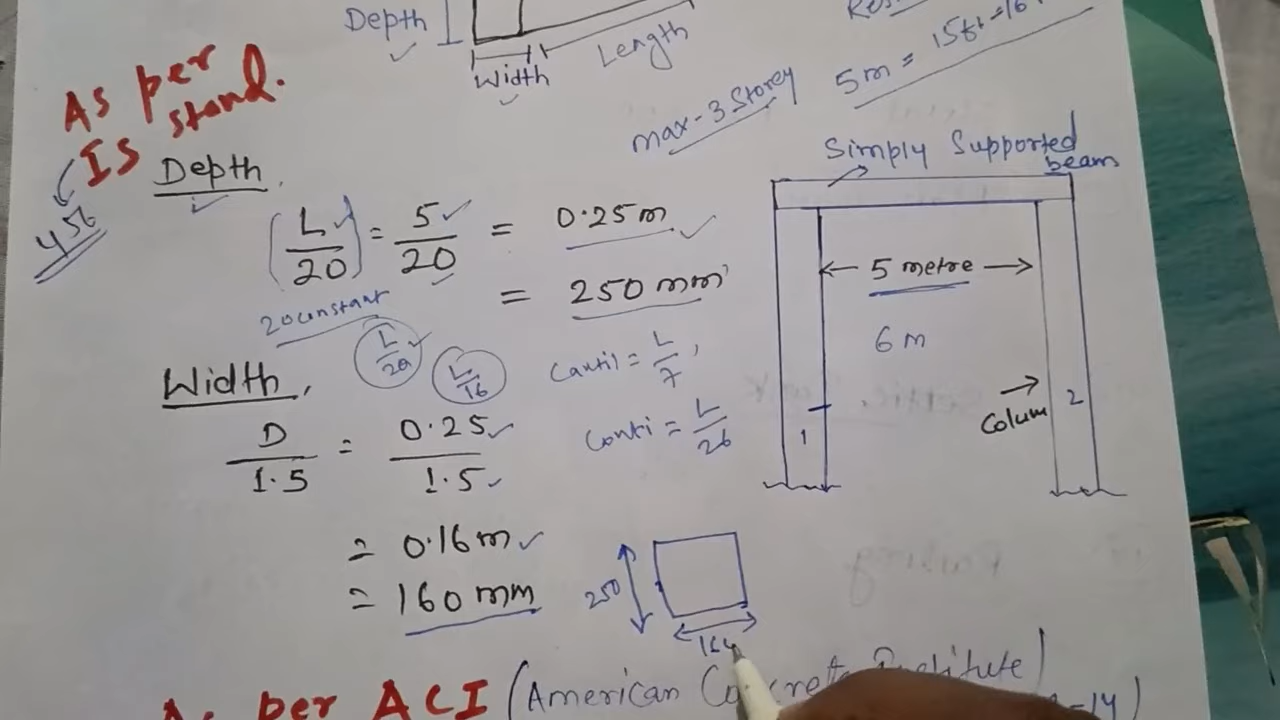 Depth
Width
Length
As per
IS stand.
456
max - 3 Storey
5m = 15ft = 16
Depth.
L/20 = 5/20 = 0.25m
= 250 mm
20 constant
L/20
L/16
Cantil = L/7,
Conti = L/26
Width,
D/1.5 = 0.25/1.5
= 0.16m
= 160 mm
250
Simply Supported
beam
5 metre
6 m
Colum
1
2
As per ACI (American Concrete Institute)
-14)